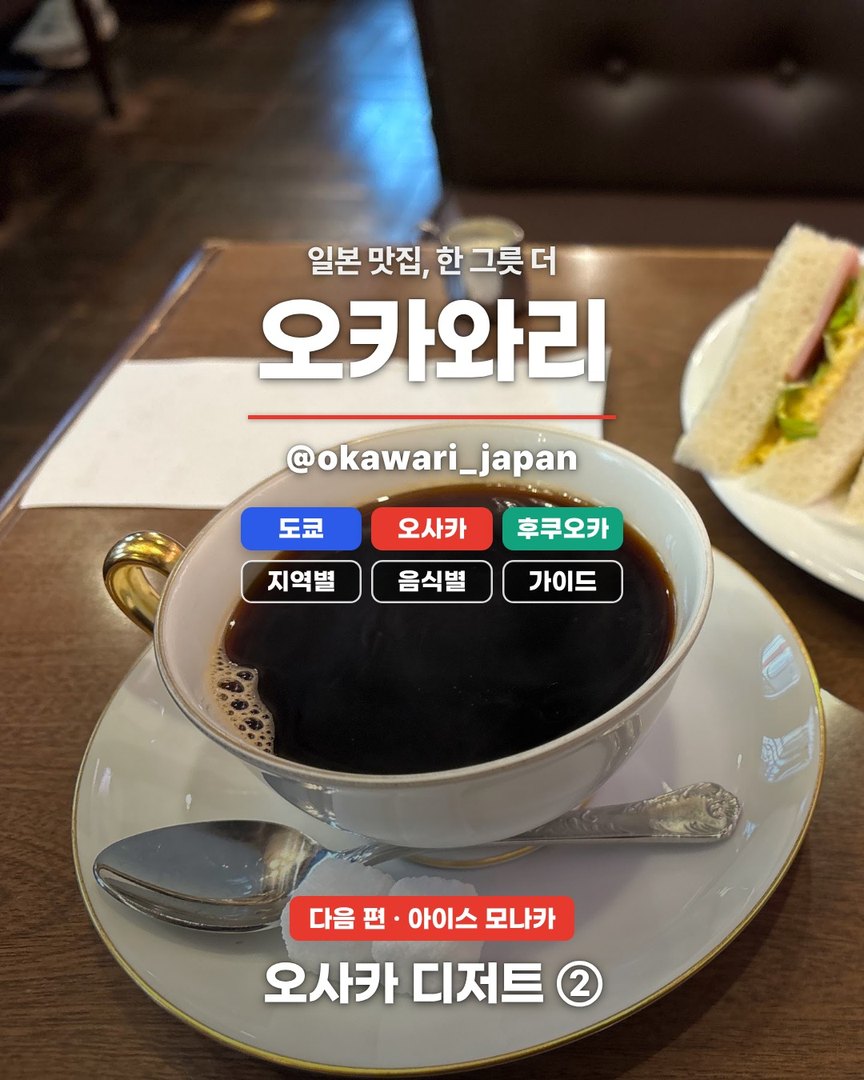 일본 맛집, 한 그릇 더
오카와리
@okawari_japan
도쿄 오사카 후쿠오카
지역별 음식별 가이드
다음 편 · 아이스 모나카
오사카 디저트 ②